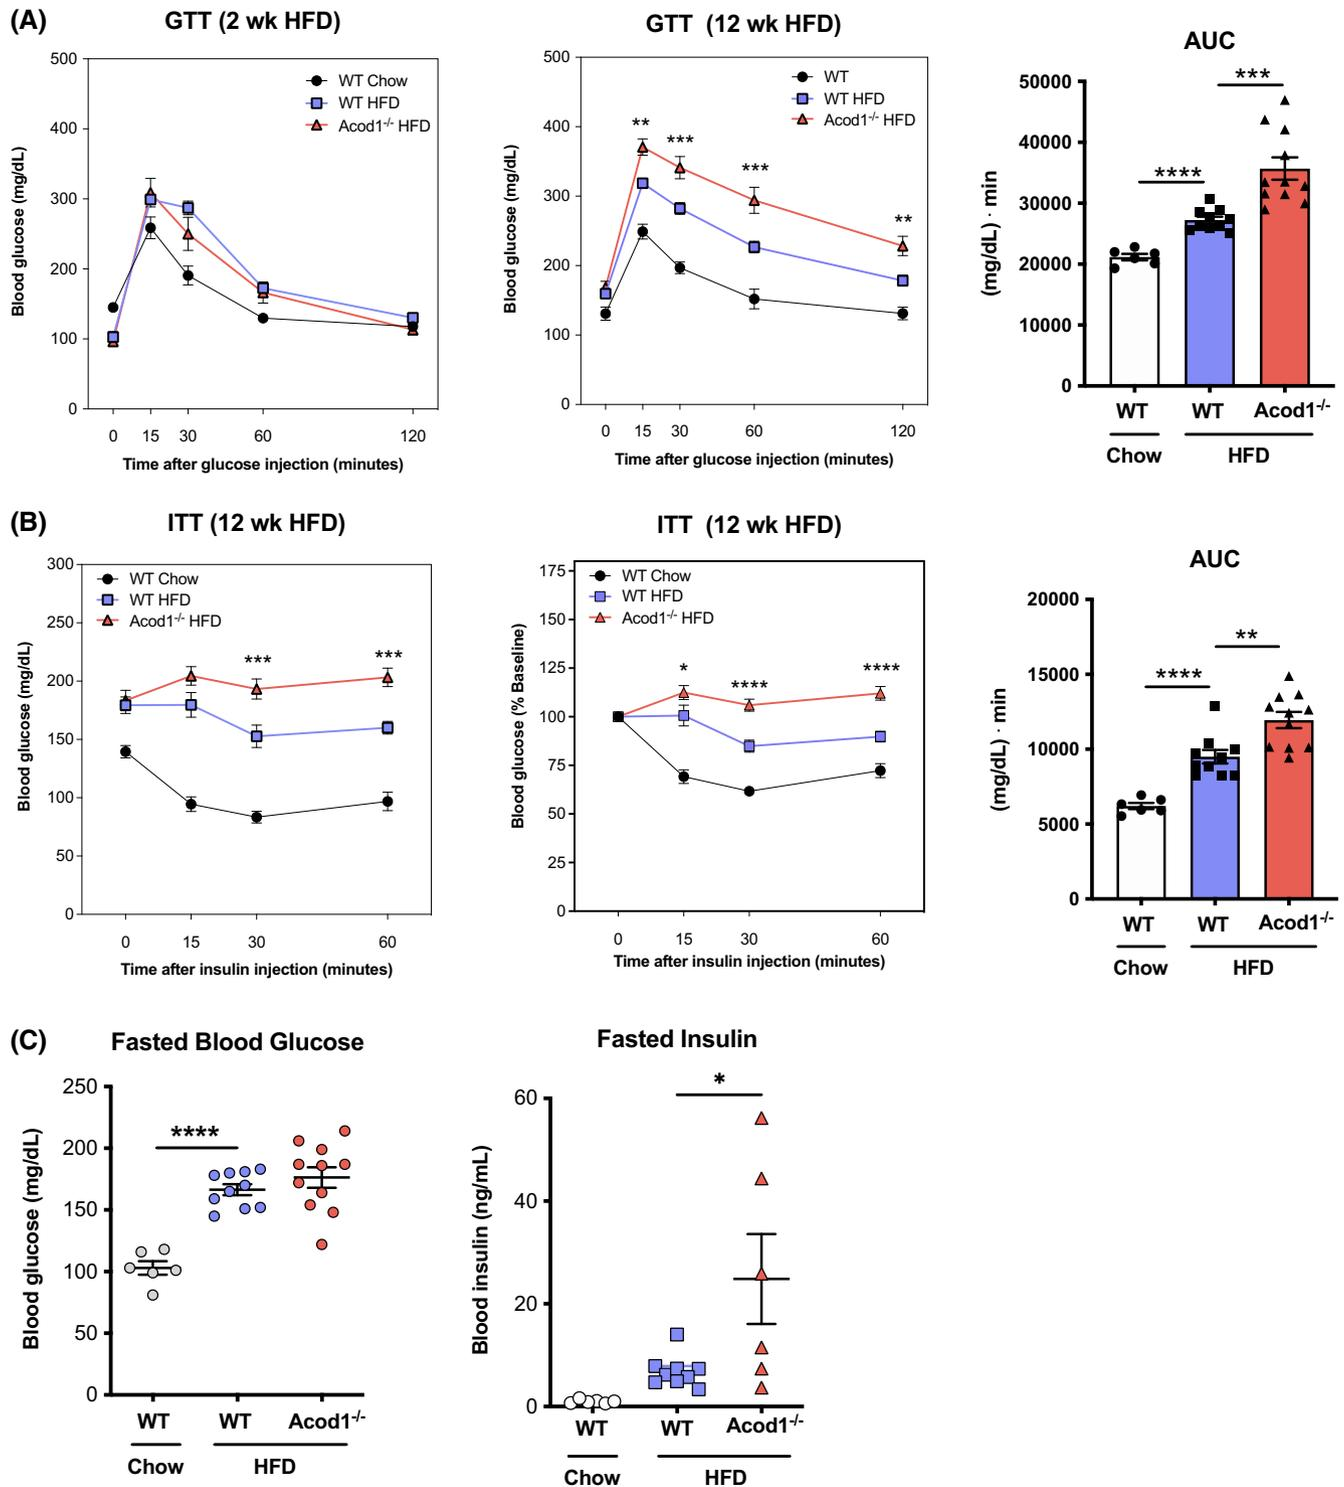 (A)
GTT (2 wk HFD)
500
400
300
200
100
0
Blood glucose (mg/dL)
WT Chow
WT HFD
Acod1-/- HFD
0 15 30 60 120
Time after glucose injection (minutes)
GTT (12 wk HFD)
500
400
300
200
100
0
Blood glucose (mg/dL)
WT
WT HFD
Acod1-/- HFD
**
***
***
**
0 15 30 60 120
Time after glucose injection (minutes)
AUC
50000
40000
30000
20000
10000
0
(mg/dL) · min
****
***
WT WT Acod1-/-
Chow HFD
(B)
ITT (12 wk HFD)
300
250
200
150
100
50
0
Blood glucose (mg/dL)
WT Chow
WT HFD
Acod1-/- HFD
***
***
0 15 30 60
Time after insulin injection (minutes)
ITT (12 wk HFD)
175
150
125
100
75
50
25
0
Blood glucose (% Baseline)
WT Chow
WT HFD
Acod1-/- HFD
*
****
****
0 15 30 60
Time after insulin injection (minutes)
AUC
20000
15000
10000
5000
0
(mg/dL) · min
****
**
WT WT Acod1-/-
Chow HFD
(C)
Fasted Blood Glucose
250
200
150
100
50
0
Blood glucose (mg/dL)
****
WT WT Acod1-/-
Chow HFD
Fasted Insulin
60
40
20
0
Blood insulin (ng/mL)
*
WT WT Acod1-/-
Chow HFD